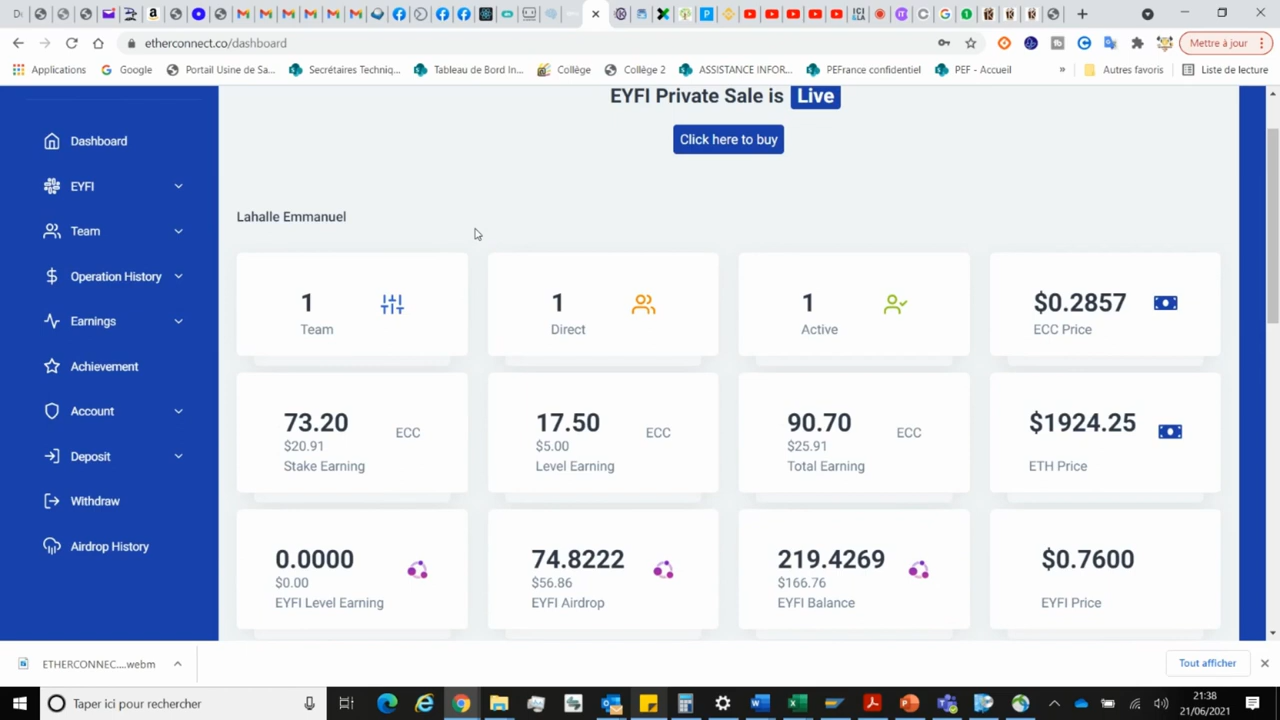 etherconnect.co/dashboard
Mettre à jour
Applications
Google
Portail Usine de Sa...
Secrétaires Techniq...
Tableau de Bord In...
Collège
Collège 2
ASSISTANCE INFOR...
PEFrance confidentiel
PEF - Accueil
»
Autres favoris
Liste de lecture
EYFI Private Sale is Live
Click here to buy
Dashboard
EYFI
Team
Operation History
Earnings
Achievement
Account
Deposit
Withdraw
Airdrop History
Lahalle Emmanuel
1
Team
1
Direct
1
Active
$0.2857
ECC Price
73.20
ECC
$20.91
Stake Earning
17.50
ECC
$5.00
Level Earning
90.70
ECC
$25.91
Total Earning
$1924.25
ETH Price
0.0000
$0.00
EYFI Level Earning
74.8222
$56.86
EYFI Airdrop
219.4269
$166.76
EYFI Balance
$0.7600
EYFI Price
ETHERCONNEC....webm
Tout afficher
Taper ici pour rechercher
21:38
21/06/2021